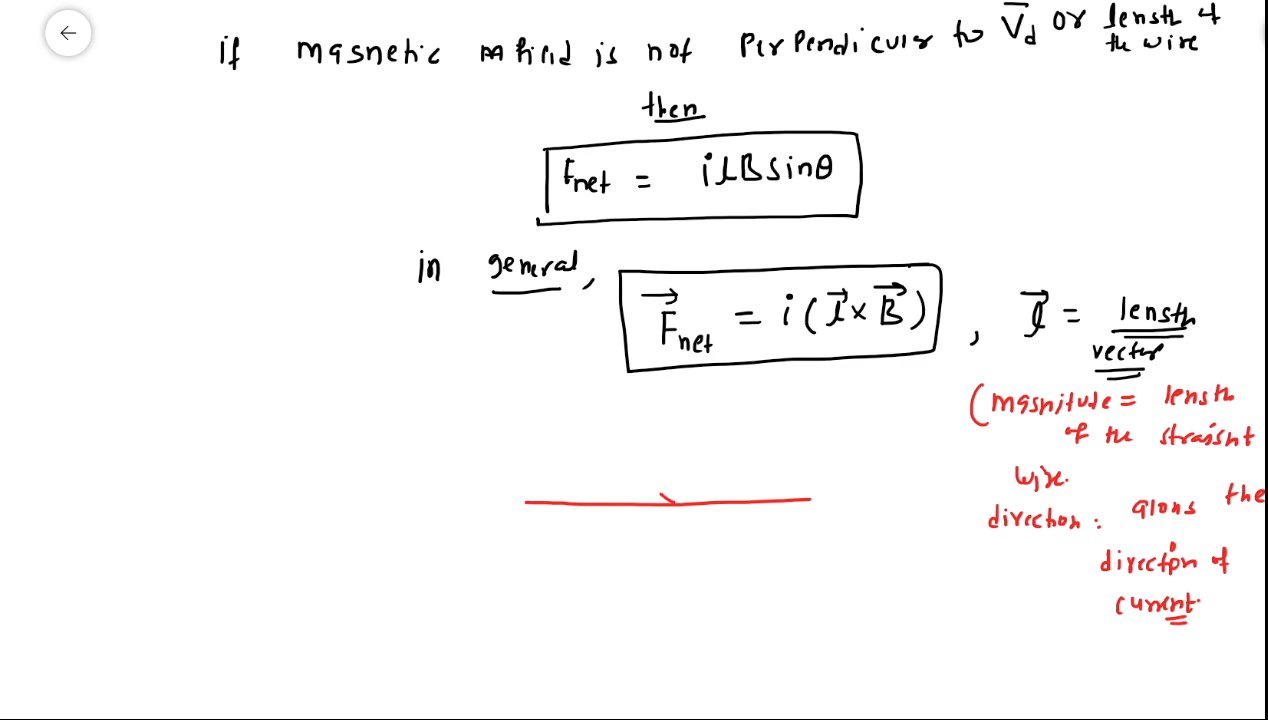 if magnetic field is not Perpendicular to V⃗d or length of the wire
then
Fnet = ilBsinθ
in general,
F⃗net = i(l⃗×B⃗) , l⃗ = length
vector
(magnitude = length
of the straight
wire.
direction: along the
direction of
current.